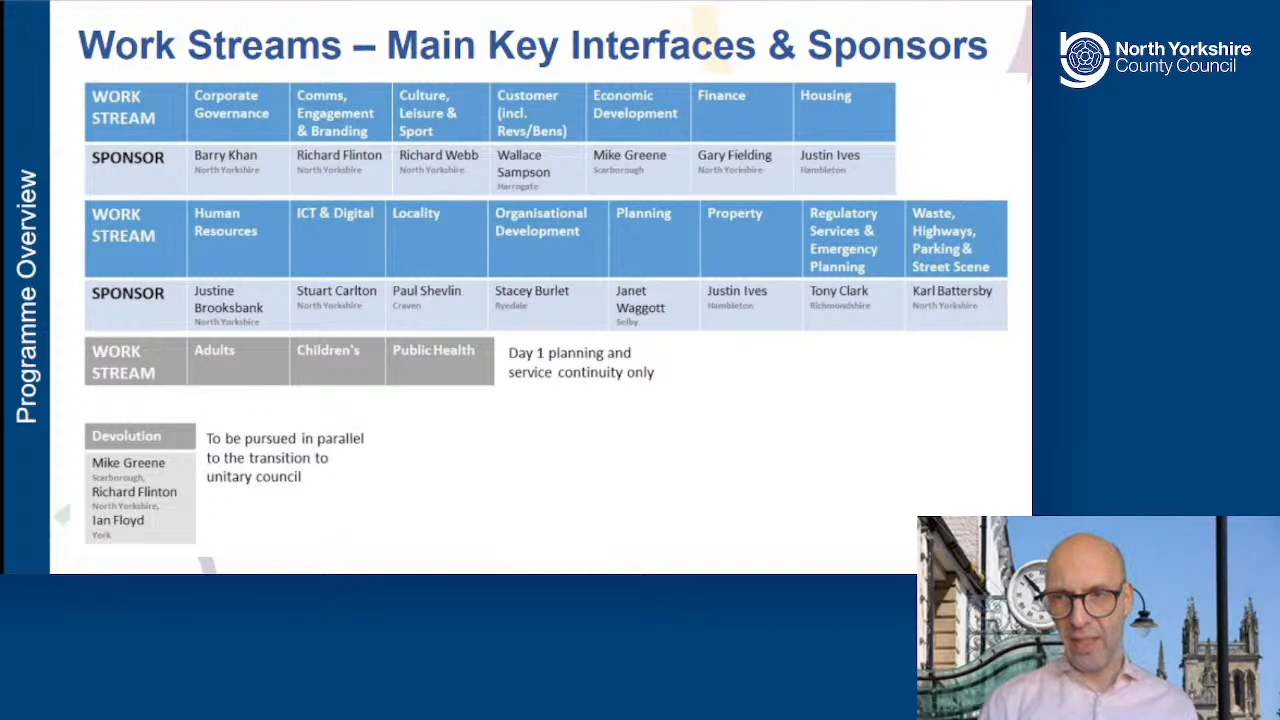 Work Streams – Main Key Interfaces & Sponsors
North Yorkshire
County Council
Programme Overview
WORK
STREAM
Corporate
Governance
Comms,
Engagement
& Branding
Culture,
Leisure &
Sport
Customer
(incl.
Revs/Bens)
Economic
Development
Finance
Housing
SPONSOR
Barry Khan
North Yorkshire
Richard Flinton
North Yorkshire
Richard Webb
North Yorkshire
Wallace
Sampson
Harrogate
Mike Greene
Scarborough
Gary Fielding
North Yorkshire
Justin Ives
Hambleton
WORK
STREAM
Human
Resources
ICT & Digital
Locality
Organisational
Development
Planning
Property
Regulatory
Services &
Emergency
Planning
Waste,
Highways,
Parking &
Street Scene
SPONSOR
Justine
Brooksbank
North Yorkshire
Stuart Carlton
North Yorkshire
Paul Shevlin
Craven
Stacey Burlet
Ryedale
Janet
Waggott
Selby
Justin Ives
Hambleton
Tony Clark
Richmondshire
Karl Battersby
North Yorkshire
WORK
STREAM
Adults
Children's
Public Health
Day 1 planning and
service continuity only
Devolution
Mike Greene
Scarborough,
Richard Flinton
North Yorkshire,
Ian Floyd
York
To be pursued in parallel
to the transition to
unitary council